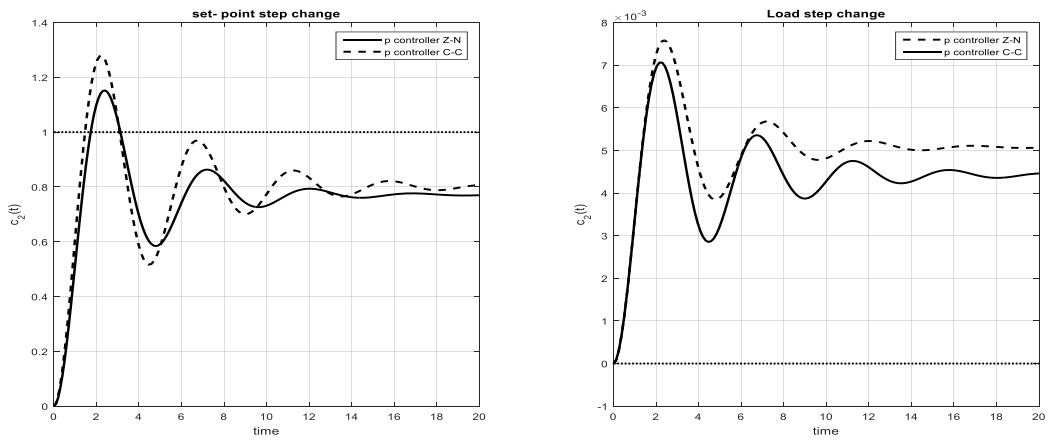 set- point step change
1.4
1.2
1
0.8
0.6
0.4
0.2
0
p controller Z-N
p controller C-C
c2(t)
0 2 4 6 8 10 12 14 16 18 20
time
Load step change
×10-3
8
7
6
5
4
3
2
1
0
-1
p controller Z-N
p controller C-C
c2(t)
0 2 4 6 8 10 12 14 16 18 20
time